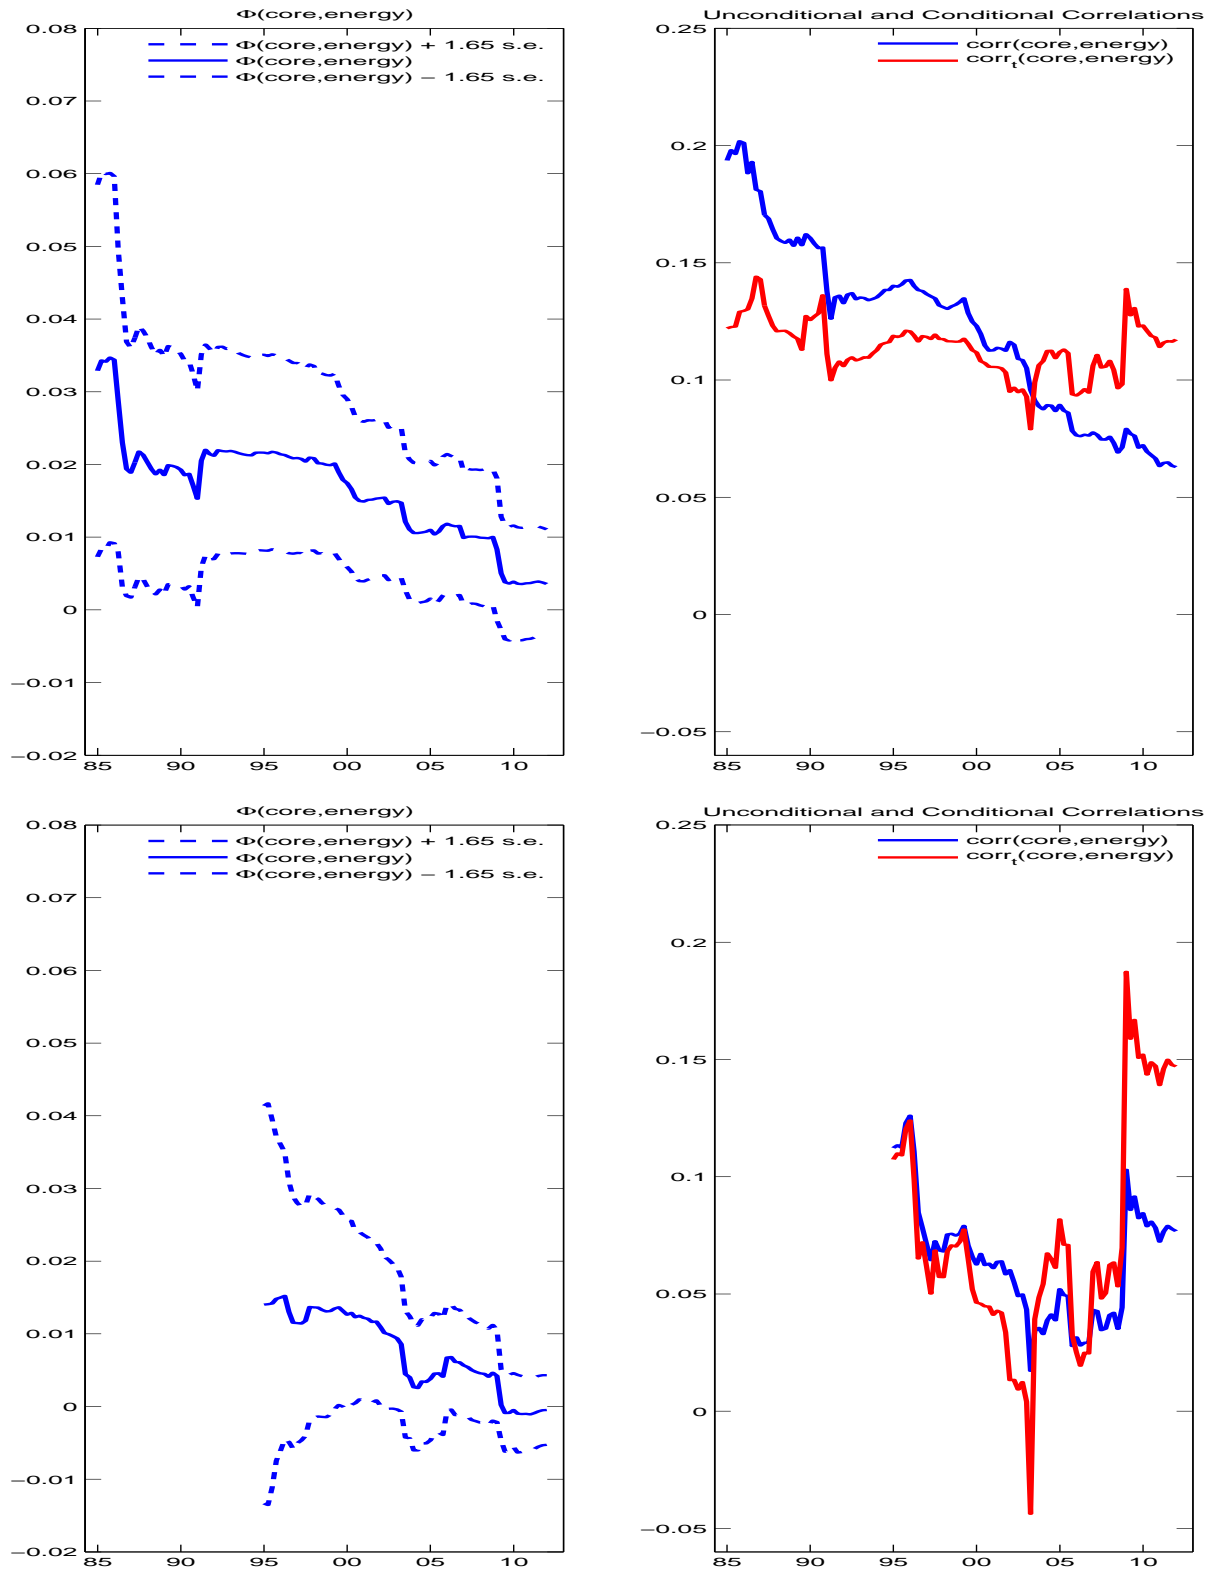 Φ(core,energy)
0.08
Φ(core,energy) + 1.65 s.e.
Φ(core,energy)
Φ(core,energy) − 1.65 s.e.
0.07
0.06
0.05
0.04
0.03
0.02
0.01
0
−0.01
−0.02
85 90 95 00 05 10
Unconditional and Conditional Correlations
0.25
corr(core,energy)
corrt(core,energy)
0.2
0.15
0.1
0.05
0
−0.05
85 90 95 00 05 10
Φ(core,energy)
0.08
Φ(core,energy) + 1.65 s.e.
Φ(core,energy)
Φ(core,energy) − 1.65 s.e.
0.07
0.06
0.05
0.04
0.03
0.02
0.01
0
−0.01
−0.02
85 90 95 00 05 10
Unconditional and Conditional Correlations
0.25
corr(core,energy)
corrt(core,energy)
0.2
0.15
0.1
0.05
0
−0.05
85 90 95 00 05 10